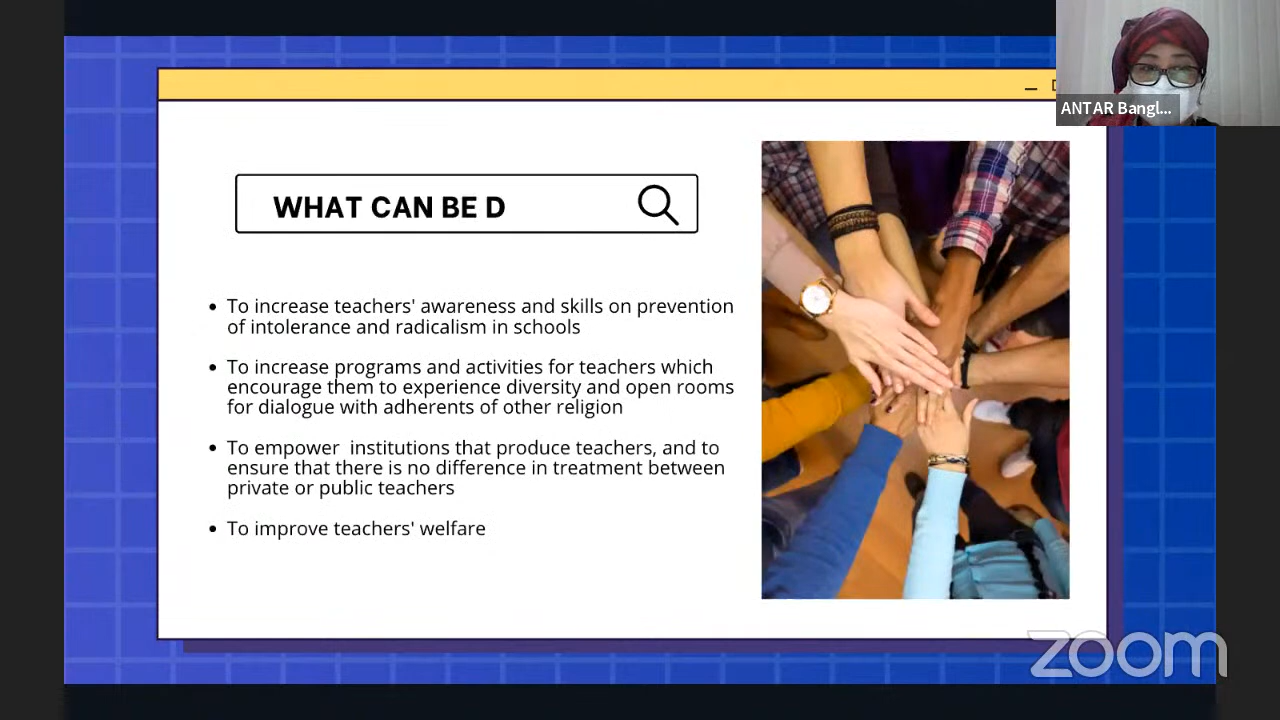 ANTAR Bangl...
WHAT CAN BE D
• To increase teachers' awareness and skills on prevention
of intolerance and radicalism in schools
• To increase programs and activities for teachers which
encourage them to experience diversity and open rooms
for dialogue with adherents of other religion
• To empower institutions that produce teachers, and to
ensure that there is no difference in treatment between
private or public teachers
• To improve teachers' welfare
zoom